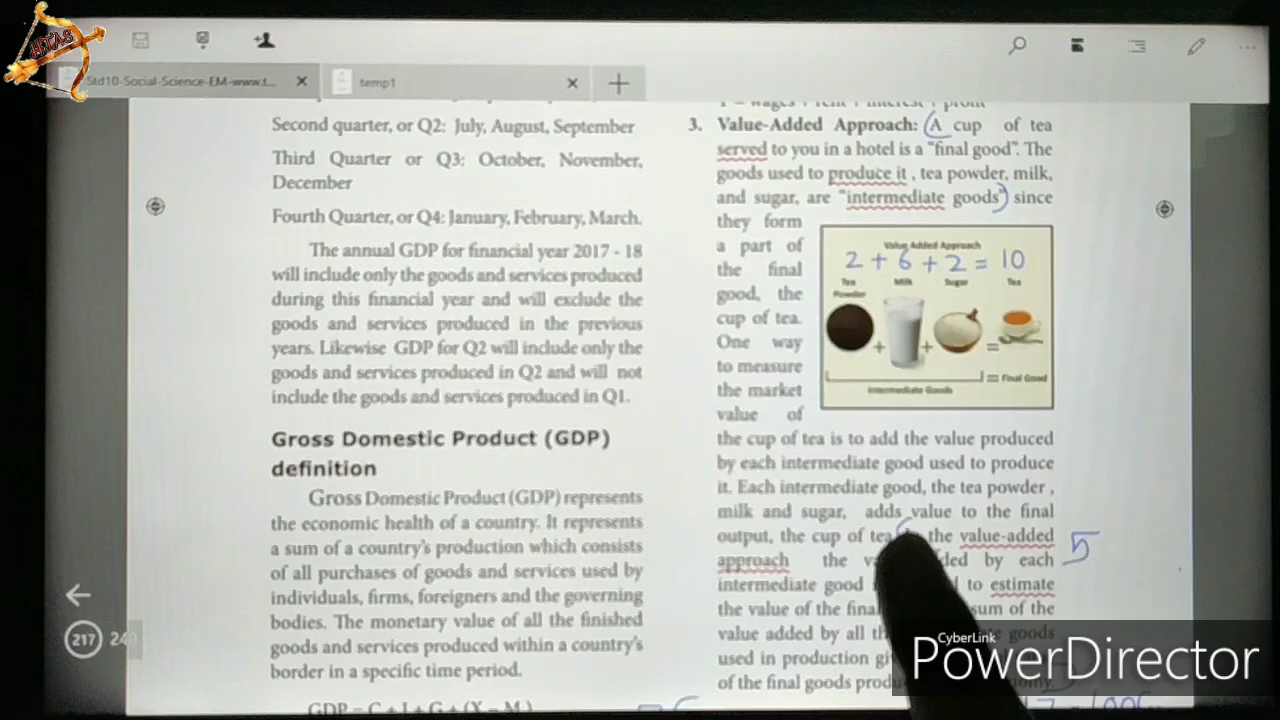 HTAS
Std10-Social-Science-EM-www.t...
temp1
Second quarter, or Q2: July, August, September
Third Quarter or Q3: October, November,
December
Fourth Quarter, or Q4: January, February, March.
The annual GDP for financial year 2017 - 18
will include only the goods and services produced
during this financial year and will exclude the
goods and services produced in the previous
years. Likewise GDP for Q2 will include only the
goods and services produced in Q2 and will not
include the goods and services produced in Q1.
Gross Domestic Product (GDP)
definition
Gross Domestic Product (GDP) represents
the economic health of a country. It represents
a sum of a country's production which consists
of all purchases of goods and services used by
individuals, firms, foreigners and the governing
bodies. The monetary value of all the finished
goods and services produced within a country's
border in a specific time period.
GDP = C + I + G + (X – M)
217
Y = wages + rent + interest + profit
3. Value-Added Approach: A cup of tea
served to you in a hotel is a "final good". The
goods used to produce it , tea powder, milk,
and sugar, are "intermediate goods" since
they form
a part of
the final
good, the
cup of tea.
One way
to measure
the market
value of
Value Added Approach
2 + 6 + 2 = 10
Tea Powder
Milk
Sugar
Tea
+ + =
Intermediate Goods
= Final Good
the cup of tea is to add the value produced
by each intermediate good used to produce
it. Each intermediate good, the tea powder ,
milk and sugar, adds value to the final
output, the cup of tea the value-added
approach the by each
intermediate good to estimate
the value of the final sum of the
value added by all goods
used in production
of the final goods
5
CyberLink
PowerDirector